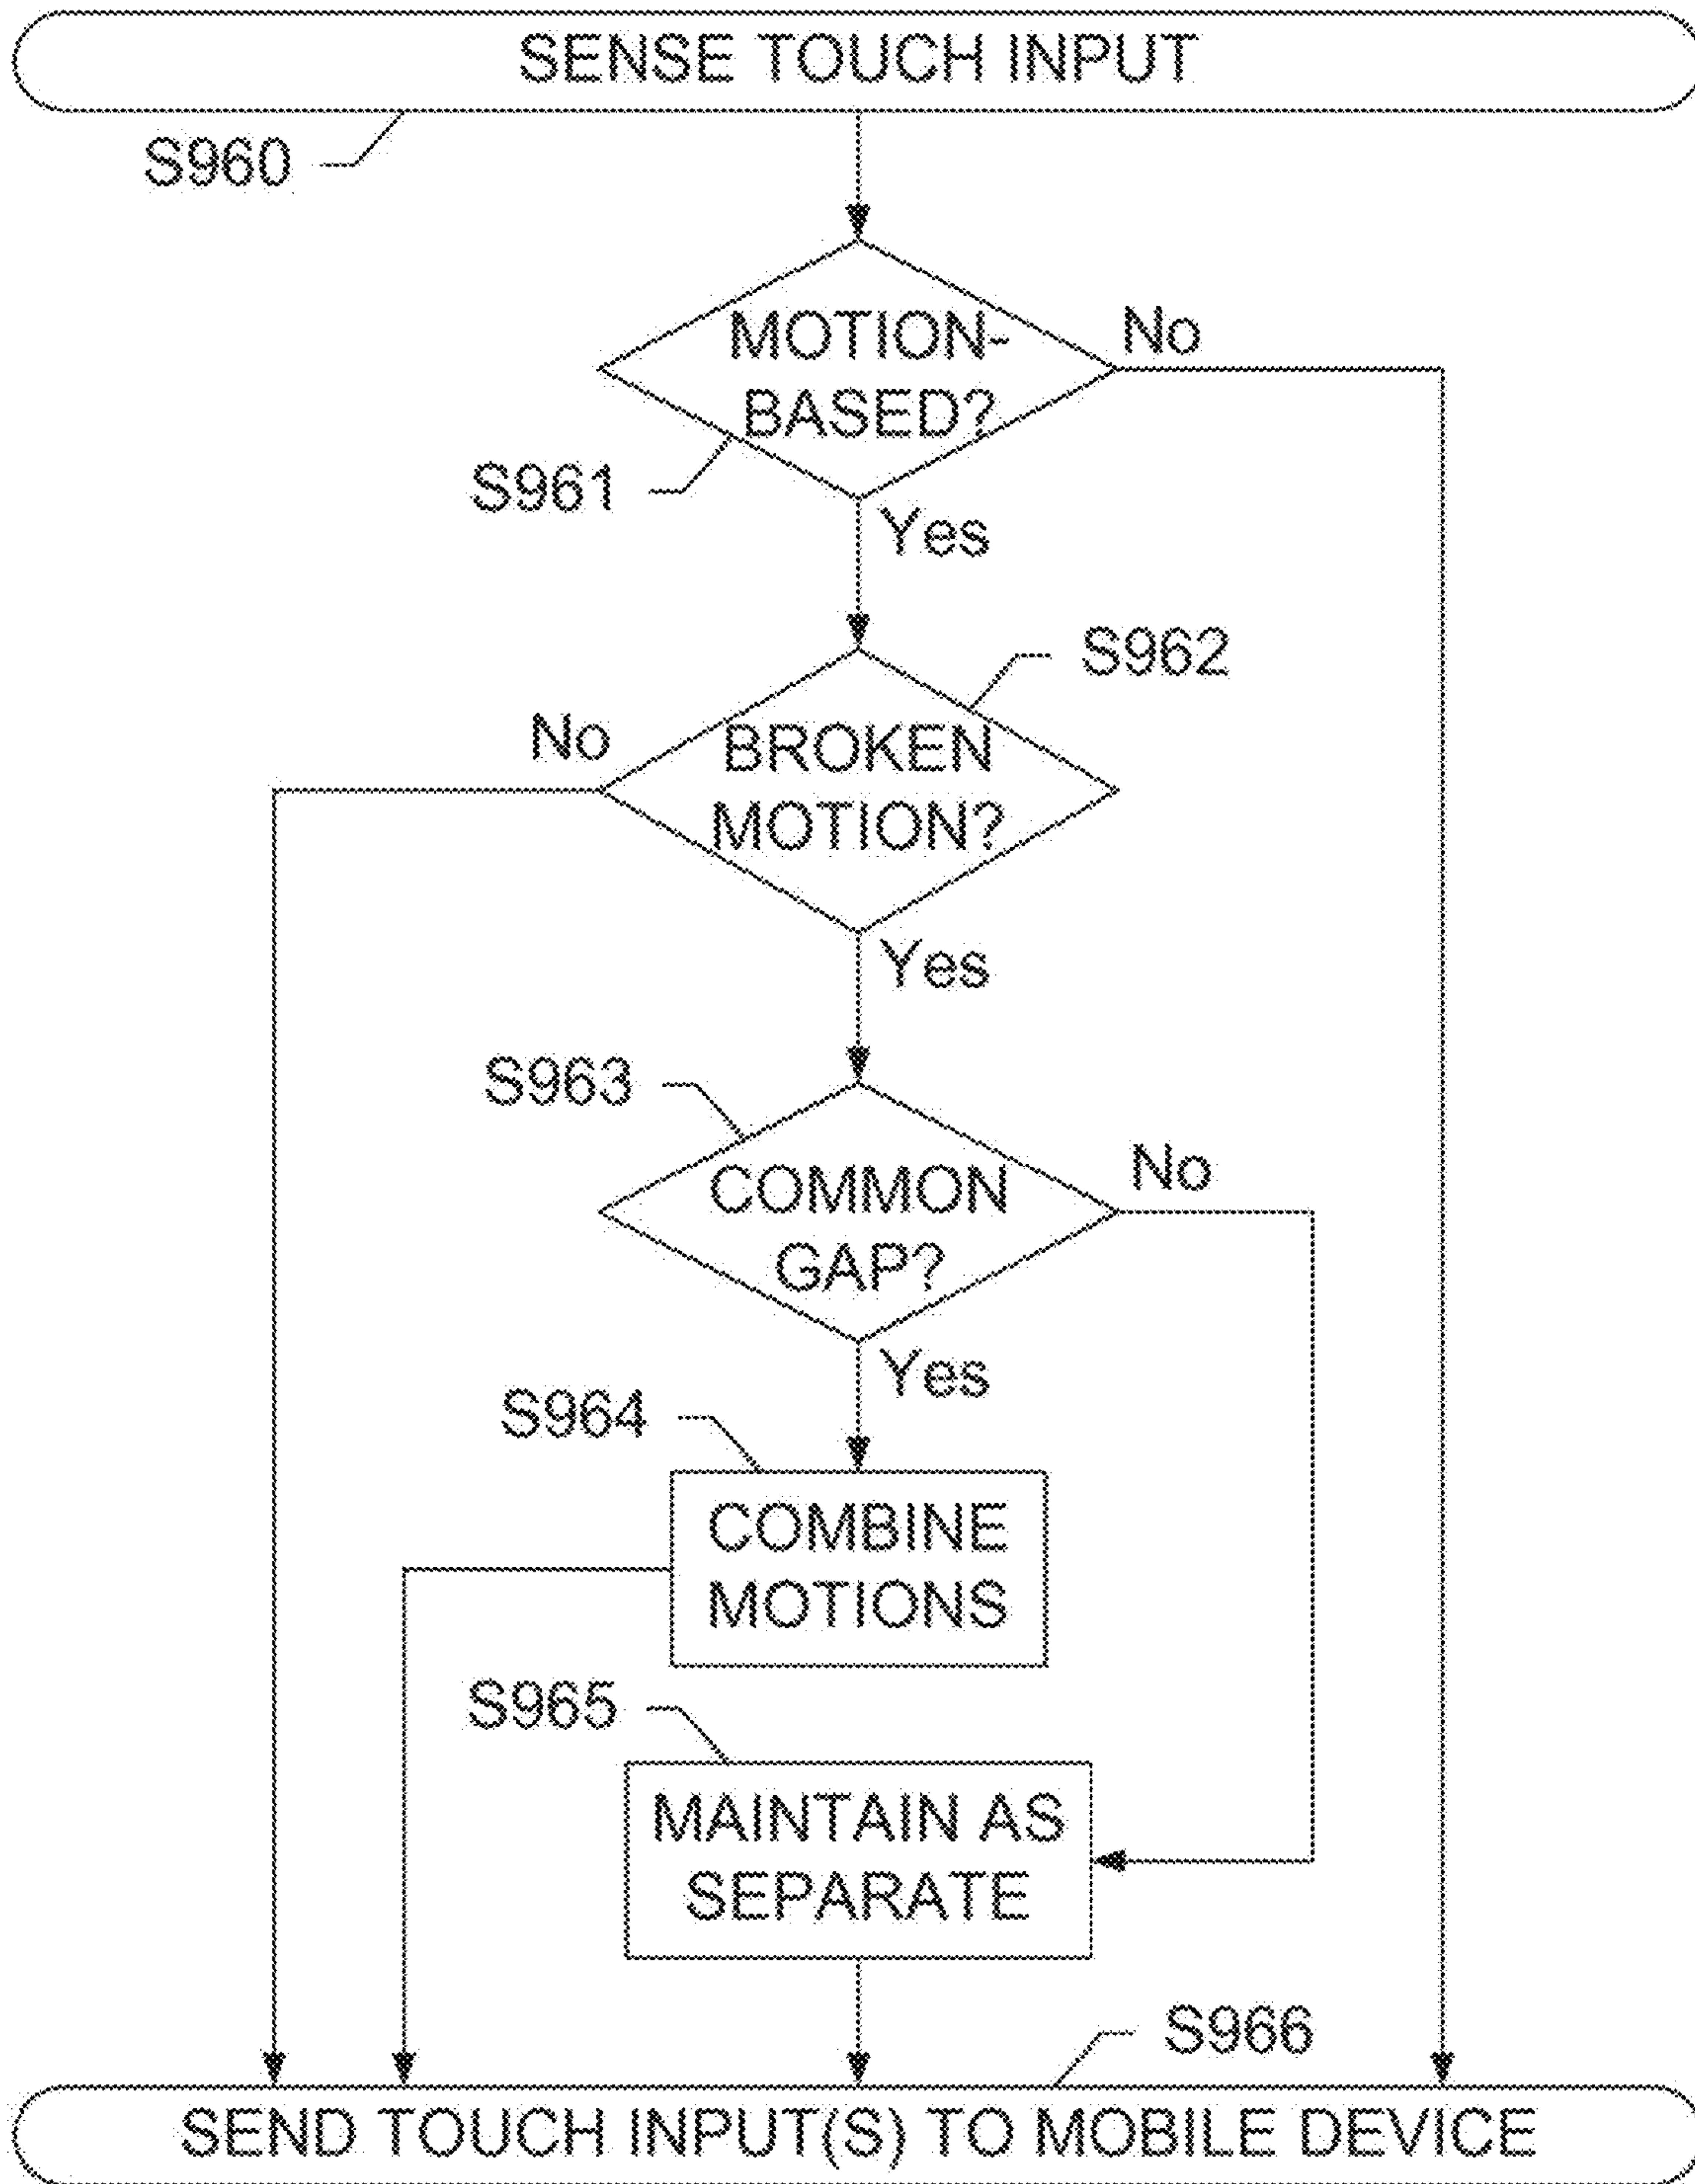 SENSE TOUCH INPUT
S960
MOTION-
BASED?
No
S961
Yes
S962
No
BROKEN
MOTION?
Yes
S963
COMMON
GAP?
No
Yes
S964
COMBINE
MOTIONS
S965
MAINTAIN AS
SEPARATE
S966
SEND TOUCH INPUT(S) TO MOBILE DEVICE